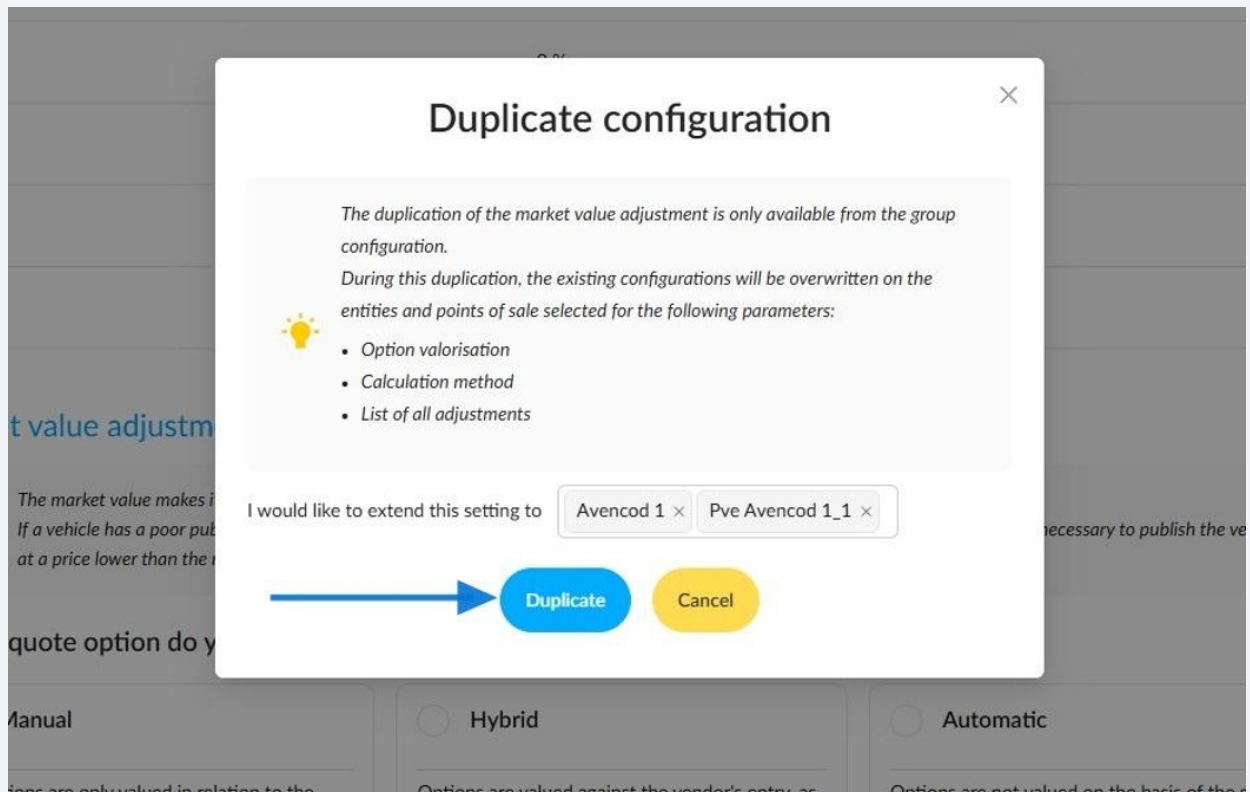 Duplicate configuration
The duplication of the market value adjustment is only available from the group
configuration.
During this duplication, the existing configurations will be overwritten on the
entities and points of sale selected for the following parameters:
• Option valorisation
• Calculation method
• List of all adjustments
t value adjustm
The market value makes i
I would like to extend this setting to Avencod 1 × Pve Avencod 1_1 ×
If a vehicle has a poor pub
necessary to publish the ve
at a price lower than the
Duplicate Cancel
quote option do y
Manual Hybrid Automatic
Options are valued against the vendor's entry, as
Options are not valued on the basis of the